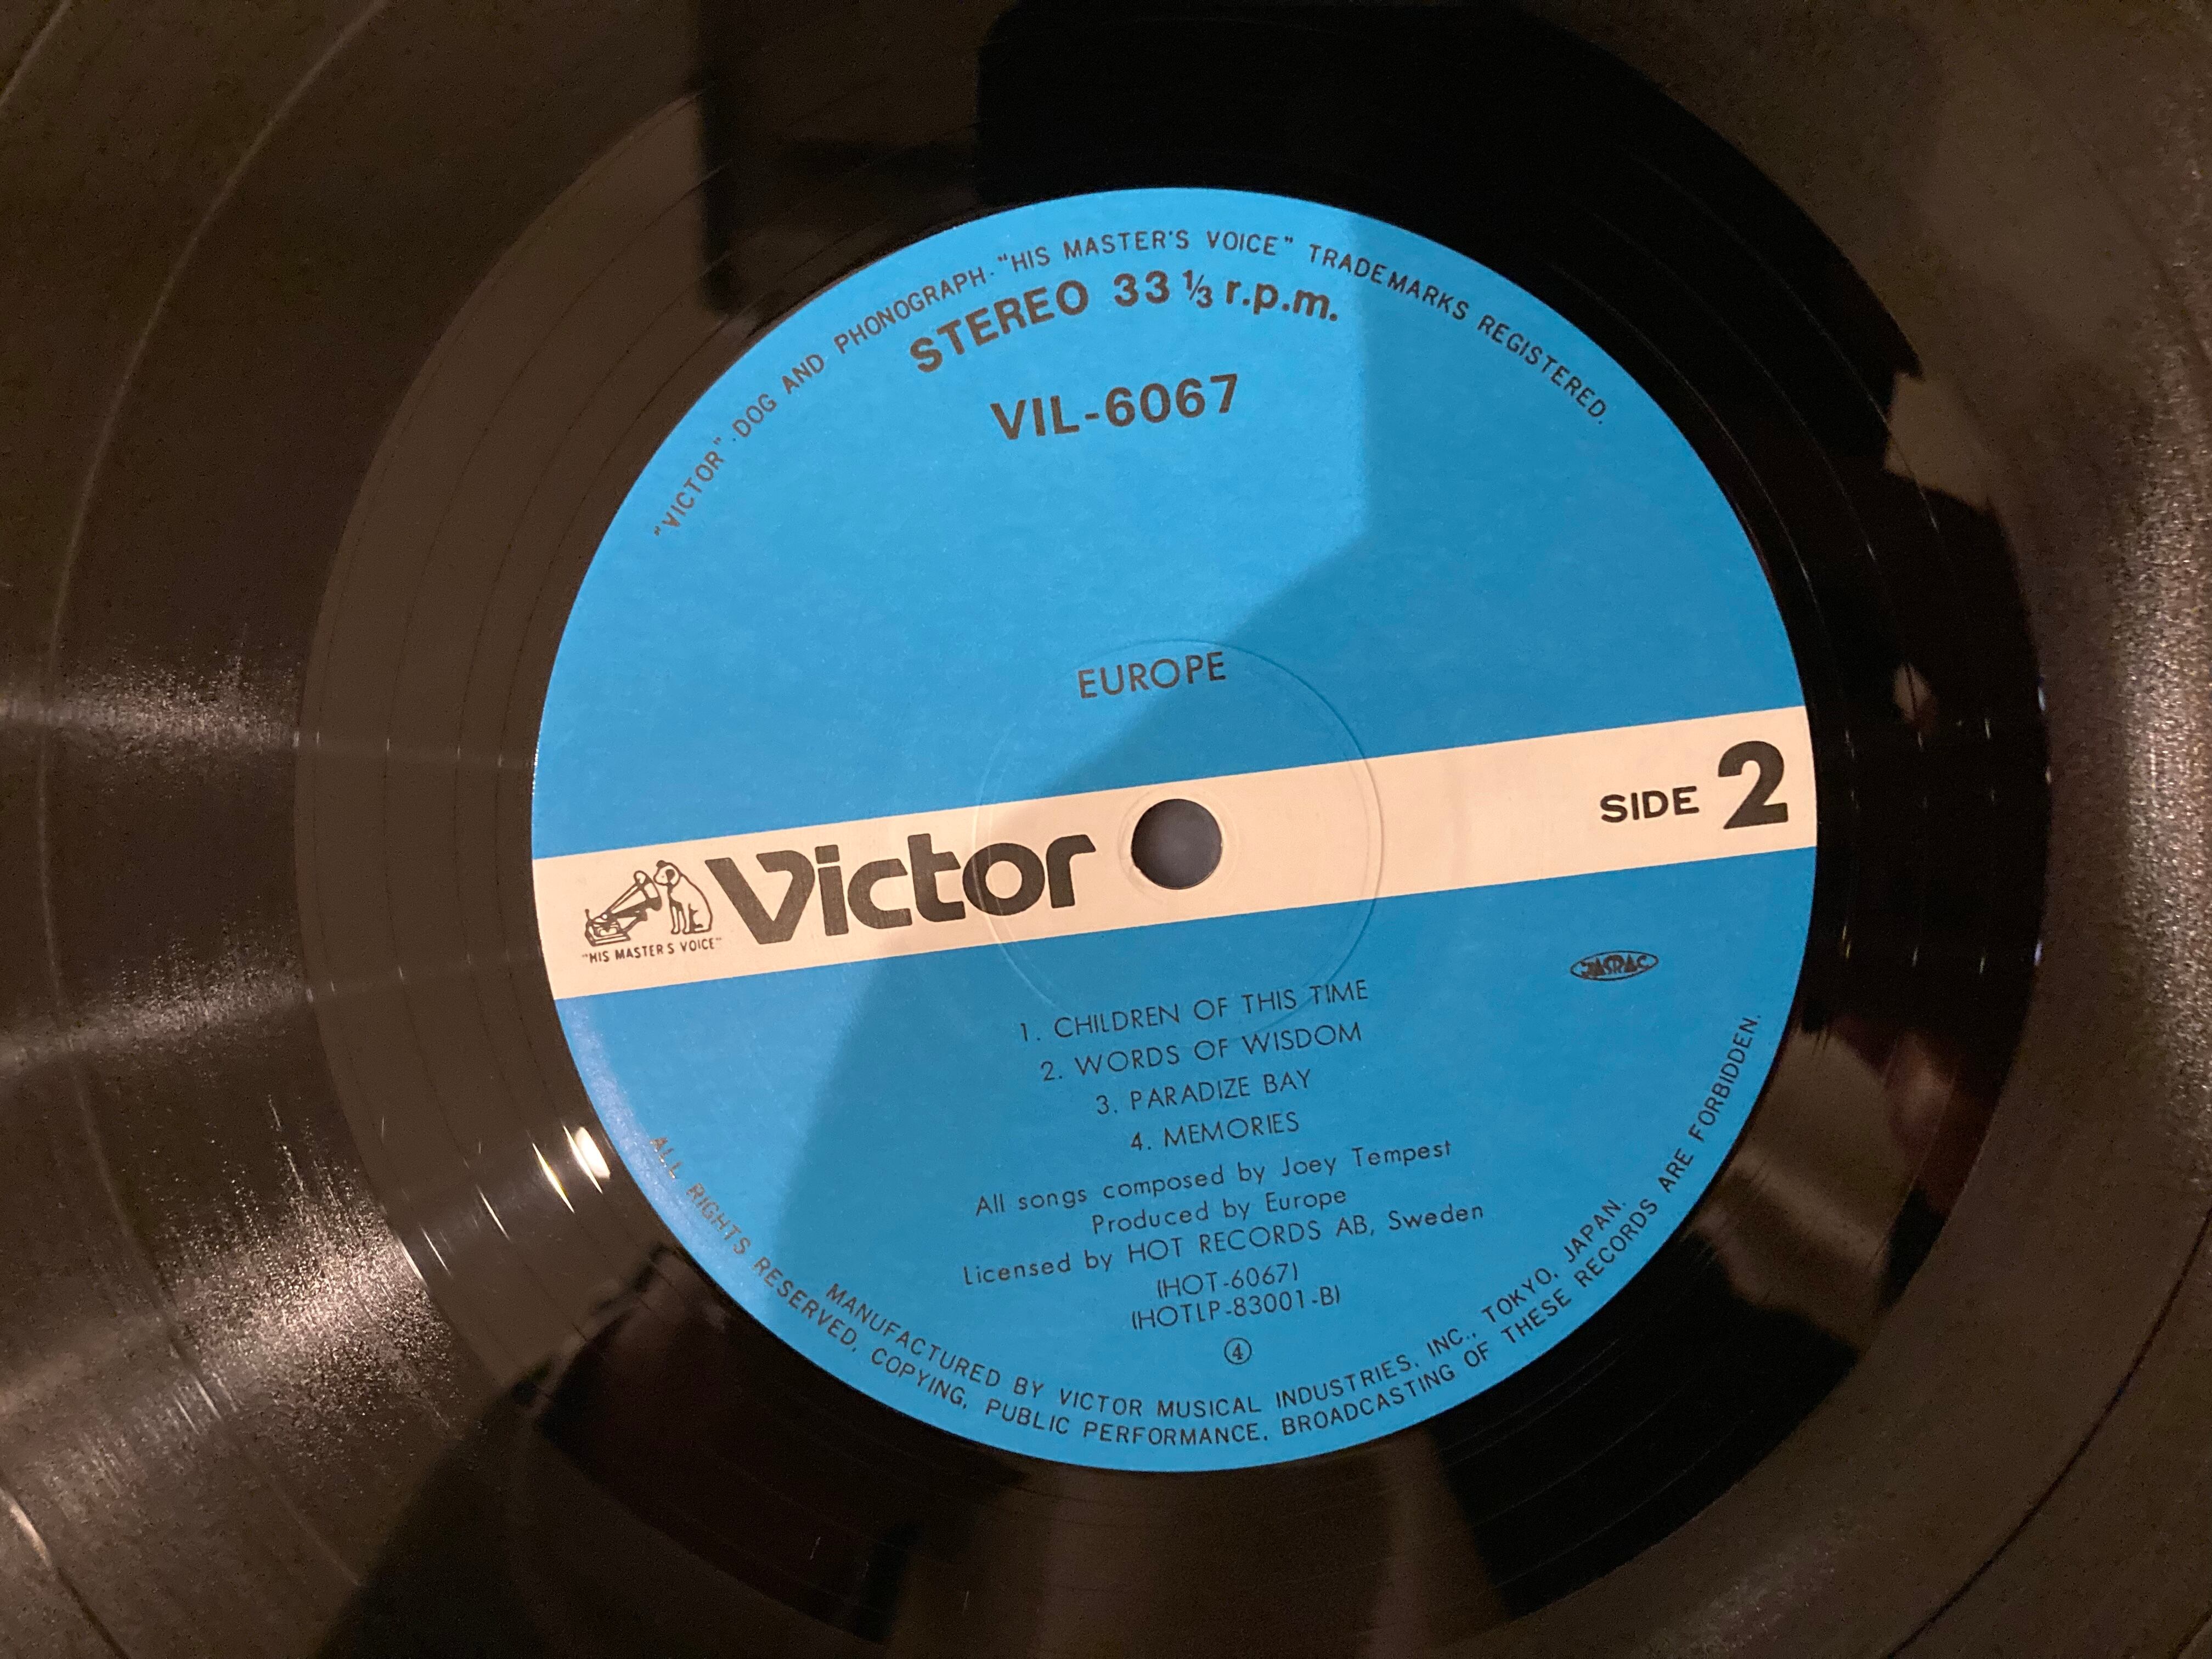 "VICTOR"·DOG AND PHONOGRAPH·"HIS MASTER'S VOICE" TRADEMARKS REGISTERED.
STEREO 33 ⅓ r.p.m.
VIL-6067
EUROPE
Victor
SIDE 2
"HIS MASTER'S VOICE"
JASRAC
1. CHILDREN OF THIS TIME
2. WORDS OF WISDOM
3. PARADIZE BAY
4. MEMORIES
All songs composed by Joey Tempest
Produced by Europe
Licensed by HOT RECORDS AB, Sweden
(HOT-6067)
(HOTLP-83001-B)
④
MANUFACTURED BY VICTOR MUSICAL INDUSTRIES, INC., TOKYO, JAPAN.
ALL RIGHTS RESERVED, COPYING, PUBLIC PERFORMANCE, BROADCASTING OF THESE RECORDS ARE FORBIDDEN.